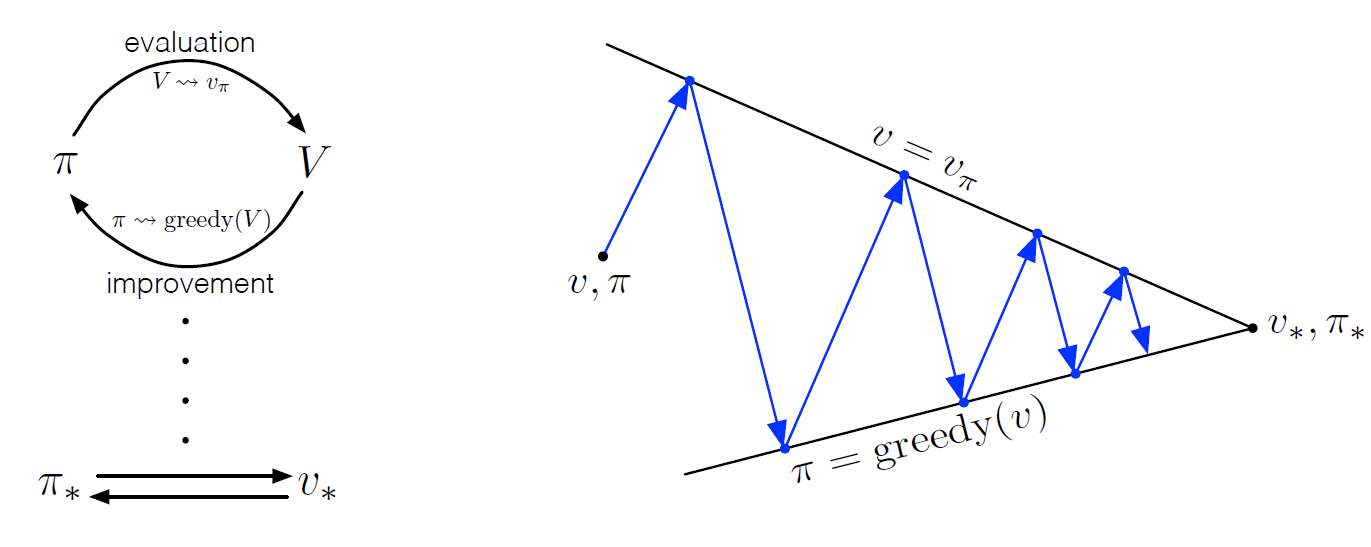 evaluation
V ⇝ v_π
π
V
π ⇝ greedy(V)
improvement
π_*
v_*
v = v_π
v, π
v_*, π_*
π = greedy(v)